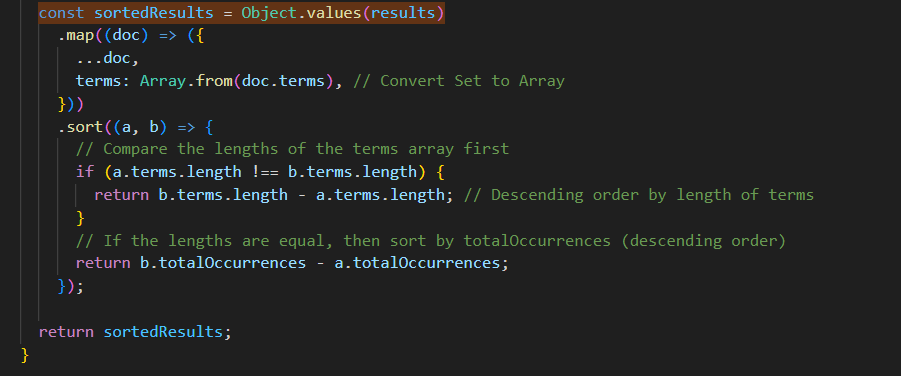 const sortedResults = Object.values(results)
.map((doc) => ({
...doc,
terms: Array.from(doc.terms), // Convert Set to Array
}))
.sort((a, b) => {
// Compare the lengths of the terms array first
if (a.terms.length !== b.terms.length) {
return b.terms.length - a.terms.length; // Descending order by length of terms
}
// If the lengths are equal, then sort by totalOccurrences (descending order)
return b.totalOccurrences - a.totalOccurrences;
});
return sortedResults;
}